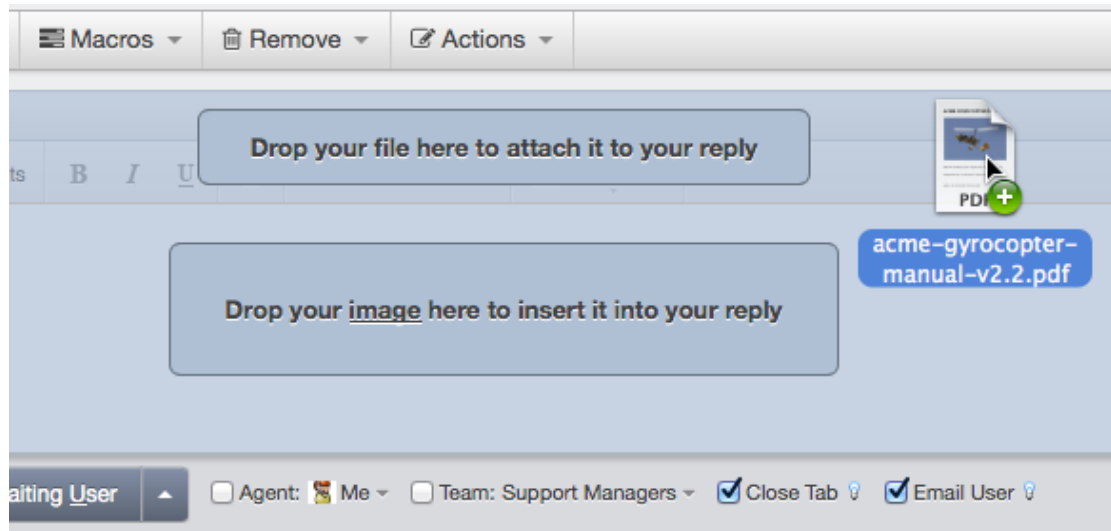 Macros Remove Actions
Drop your file here to attach it to your reply
ts B I U
PDF
acme-gyrocopter-
manual-v2.2.pdf
Drop your image here to insert it into your reply
aiting User Agent: Me Team: Support Managers Close Tab Email User